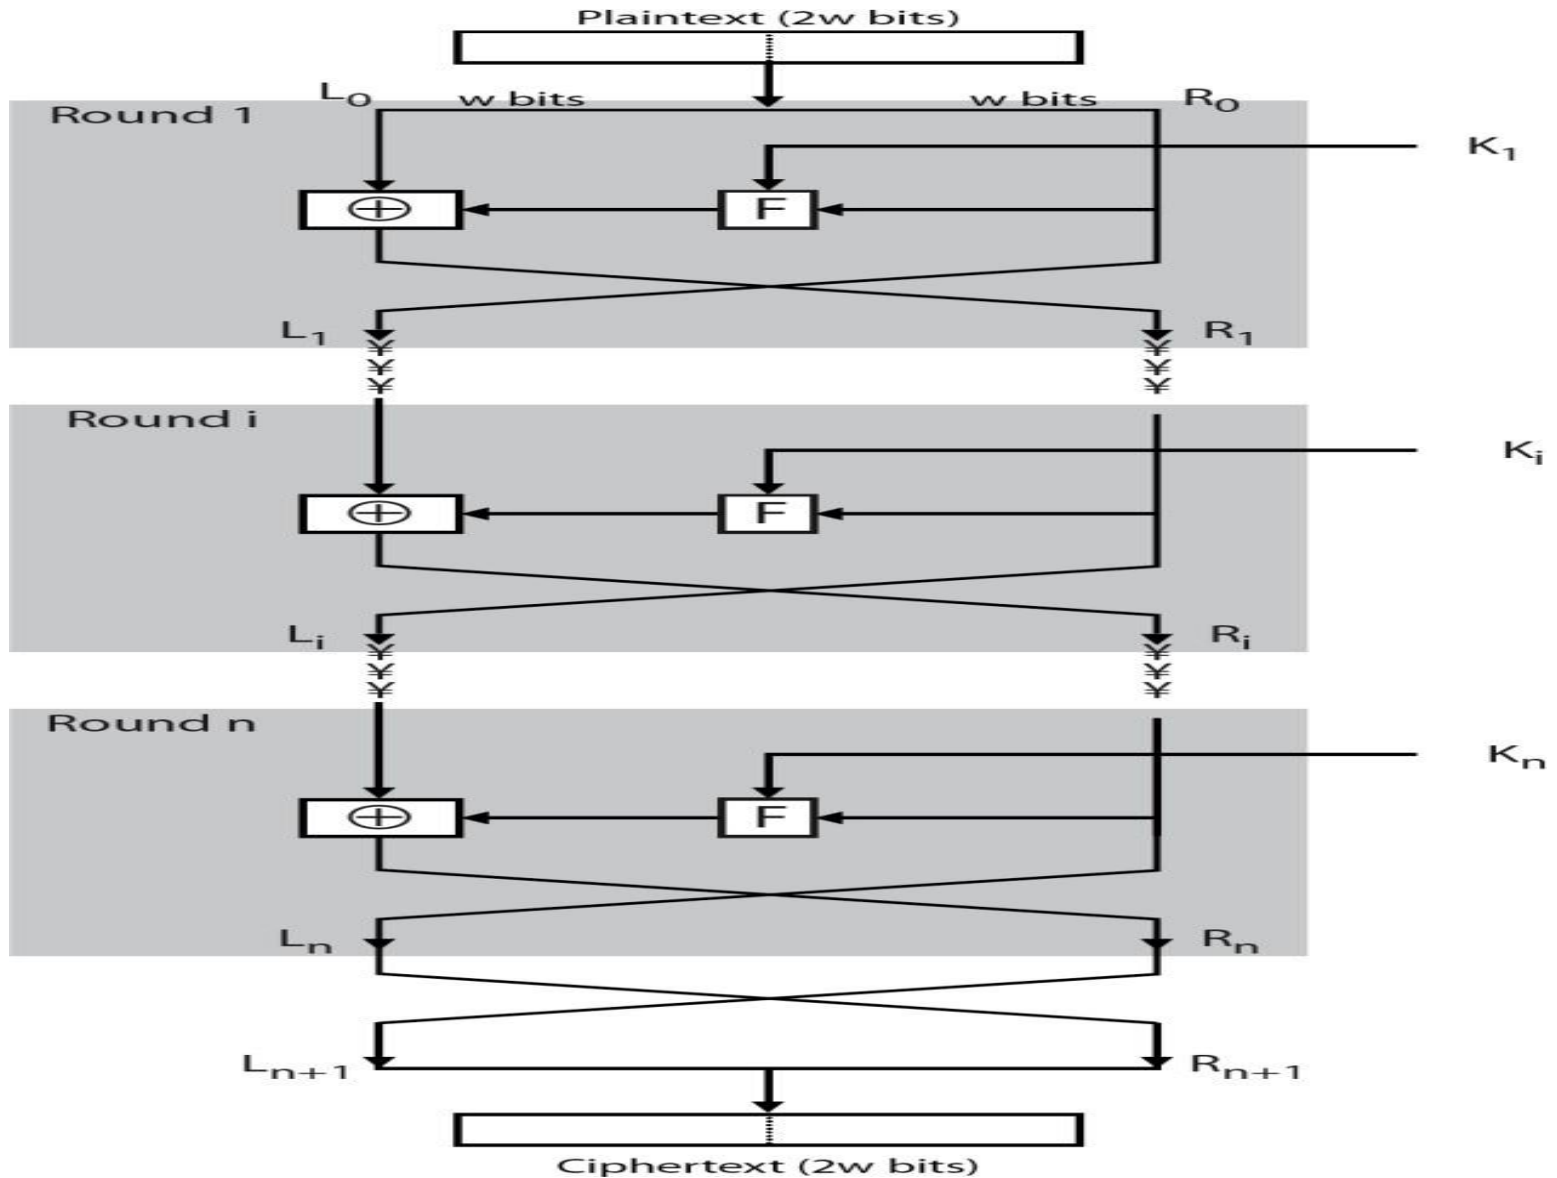 Plaintext (2w bits)
L0 w bits w bits R0
Round 1
K1
F
L1 R1
¥ ¥
¥ ¥
¥ ¥
Round i
Ki
F
Li Ri
¥ ¥
¥ ¥
¥ ¥
Round n
Kn
F
Ln Rn
Ln+1 Rn+1
Ciphertext (2w bits)